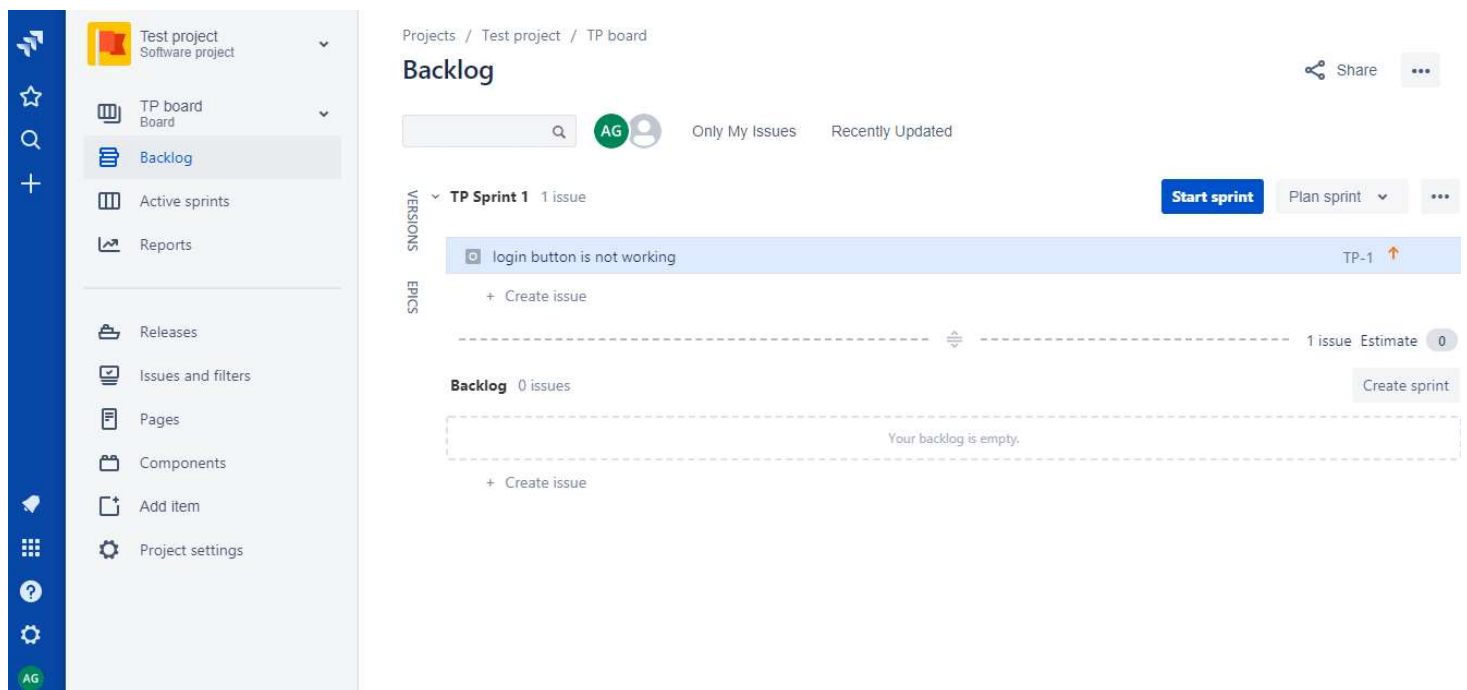 Test project
Software project
TP board
Board
Backlog
Active sprints
Reports
Releases
Issues and filters
Pages
Components
Add item
Project settings
AG
Projects / Test project / TP board
Backlog
Share
AG
Only My Issues
Recently Updated
VERSIONS
EPICS
TP Sprint 1 1 issue
Start sprint
Plan sprint
login button is not working
TP-1
+ Create issue
1 issue Estimate 0
Backlog 0 issues
Create sprint
Your backlog is empty.
+ Create issue